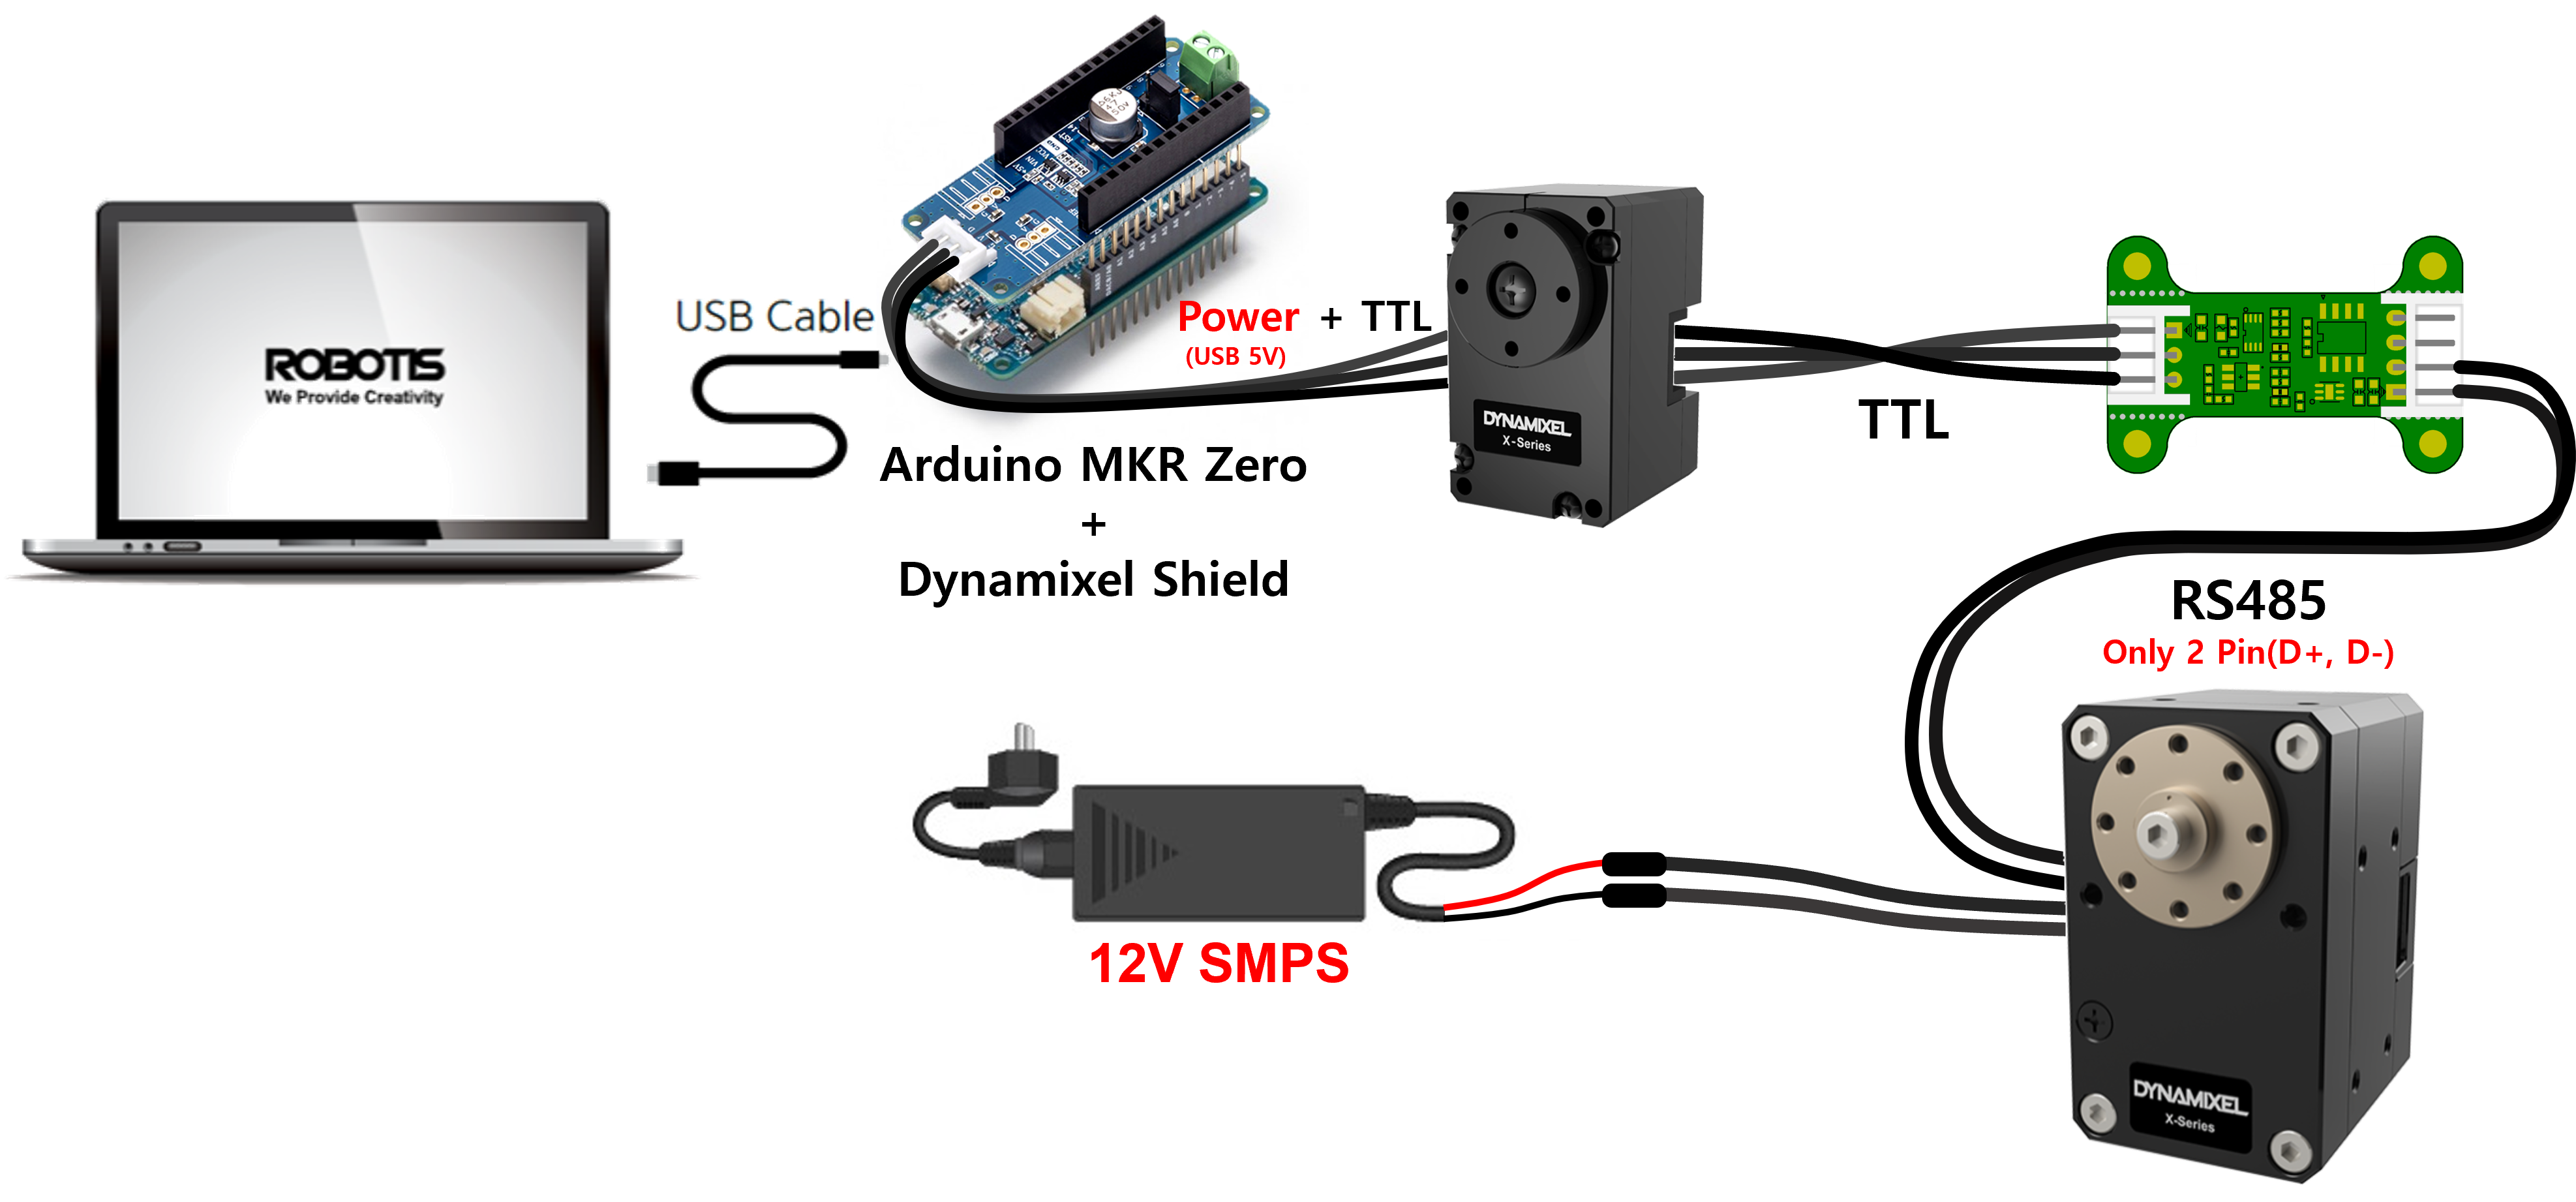 ROBOTIS
We Provide Creativity
USB Cable
Power + TTL
(USB 5V)
Arduino MKR Zero
+
Dynamixel Shield
DYNAMIXEL
X-Series
TTL
RS485
Only 2 Pin(D+, D-)
12V SMPS
DYNAMIXEL
X-Series